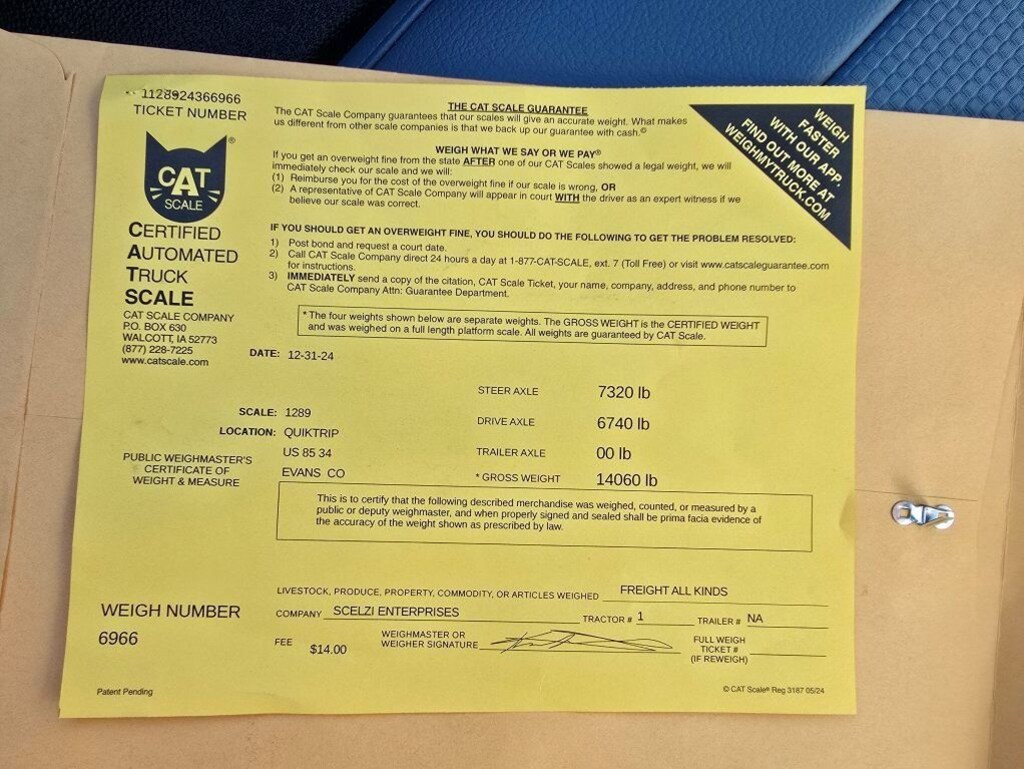 1128924366966
TICKET NUMBER
CAT
SCALE
®
CERTIFIED
AUTOMATED
TRUCK
SCALE
CAT SCALE COMPANY
P.O. BOX 630
WALCOTT, IA 52773
(877) 228-7225
www.catscale.com
THE CAT SCALE GUARANTEE
The CAT Scale Company guarantees that our scales will give an accurate weight. What makes
us different from other scale companies is that we back up our guarantee with cash.©
WEIGH WHAT WE SAY OR WE PAY®
If you get an overweight fine from the state AFTER one of our CAT Scales showed a legal weight, we will
immediately check our scale and we will:
(1) Reimburse you for the cost of the overweight fine if our scale is wrong, OR
(2) A representative of CAT Scale Company will appear in court WITH the driver as an expert witness if we
believe our scale was correct.
WEIGH
FASTER
WITH OUR APP.
FIND OUT MORE AT
WEIGHMYTRUCK.COM
IF YOU SHOULD GET AN OVERWEIGHT FINE, YOU SHOULD DO THE FOLLOWING TO GET THE PROBLEM RESOLVED:
1) Post bond and request a court date.
2) Call CAT Scale Company direct 24 hours a day at 1-877-CAT-SCALE, ext. 7 (Toll Free) or visit www.catscaleguarantee.com
for instructions.
3) IMMEDIATELY send a copy of the citation, CAT Scale Ticket, your name, company, address, and phone number to
CAT Scale Company Attn: Guarantee Department.
* The four weights shown below are separate weights. The GROSS WEIGHT is the CERTIFIED WEIGHT
and was weighed on a full length platform scale. All weights are guaranteed by CAT Scale.
DATE: 12-31-24
STEER AXLE 7320 lb
SCALE: 1289
DRIVE AXLE 6740 lb
LOCATION: QUIKTRIP
US 85 34
TRAILER AXLE 00 lb
EVANS CO
* GROSS WEIGHT 14060 lb
PUBLIC WEIGHMASTER'S
CERTIFICATE OF
WEIGHT & MEASURE
This is to certify that the following described merchandise was weighed, counted, or measured by a
public or deputy weighmaster, and when properly signed and sealed shall be prima facia evidence of
the accuracy of the weight shown as prescribed by law.
LIVESTOCK, PRODUCE, PROPERTY, COMMODITY, OR ARTICLES WEIGHED FREIGHT ALL KINDS
WEIGH NUMBER
6966
COMPANY SCELZI ENTERPRISES TRACTOR # 1 TRAILER # NA
FEE $14.00
WEIGHMASTER OR
WEIGHER SIGNATURE
FULL WEIGH
TICKET #
(IF REWEIGH)
Patent Pending
© CAT Scale® Reg 3187 05/24